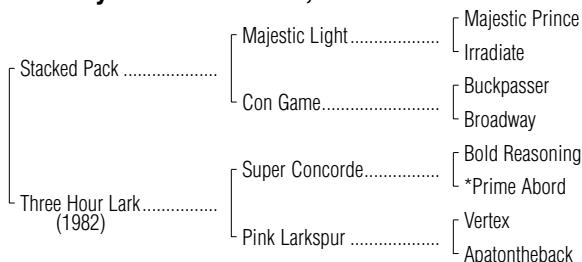 Majestic Prince
Majestic Light....................
Irradiate
Stacked Pack .....................
Buckpasser
Con Game..........................
Broadway
Bold Reasoning
Super Concorde.................
*Prime Abord
Three Hour Lark.................
(1982)
Vertex
Pink Larkspur ....................
Apatontheback